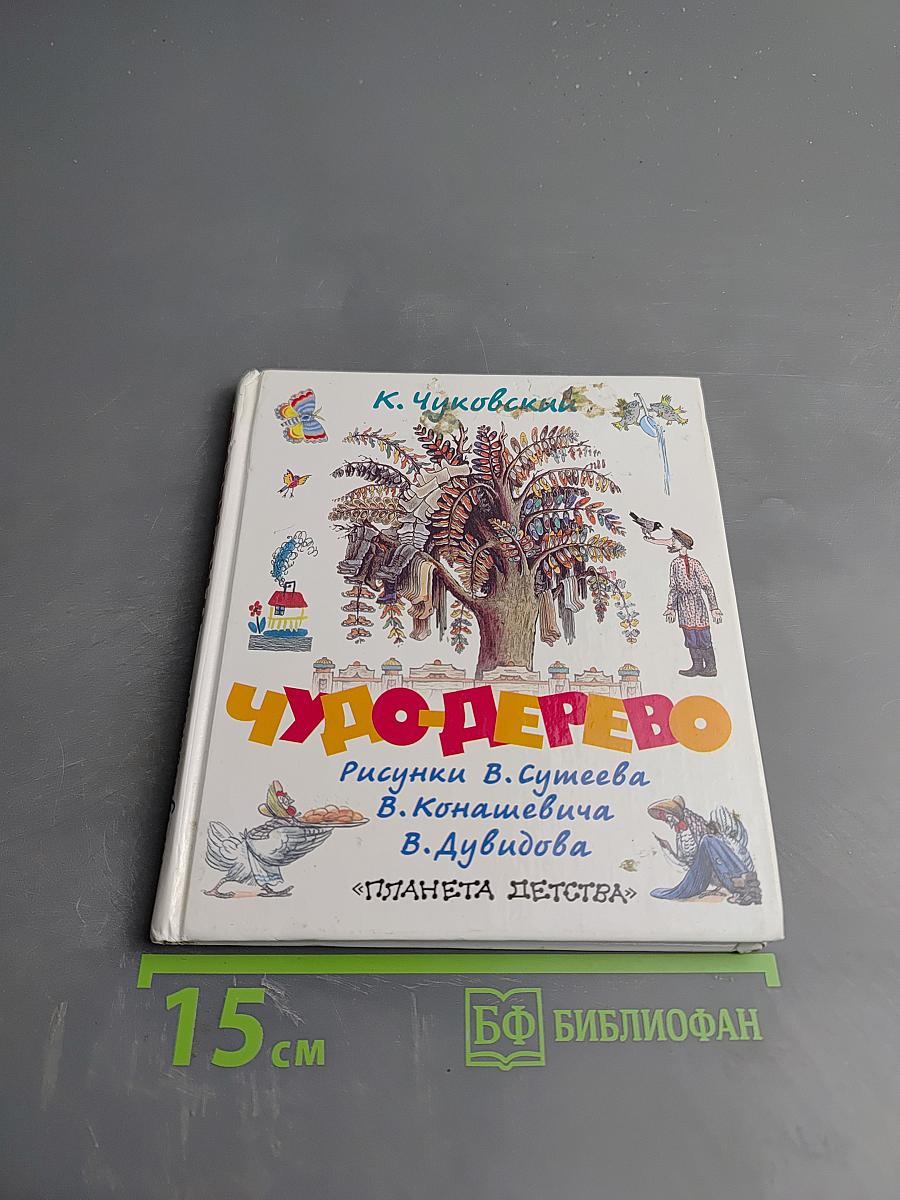 К. Чуковский
ЧУДО-ДЕРЕВО
Рисунки В. Сутеева
В. Конашевича
В. Дувидова
«ПЛАНЕТА ДЕТСТВА»
15 см
БФ БИБЛИОФАН